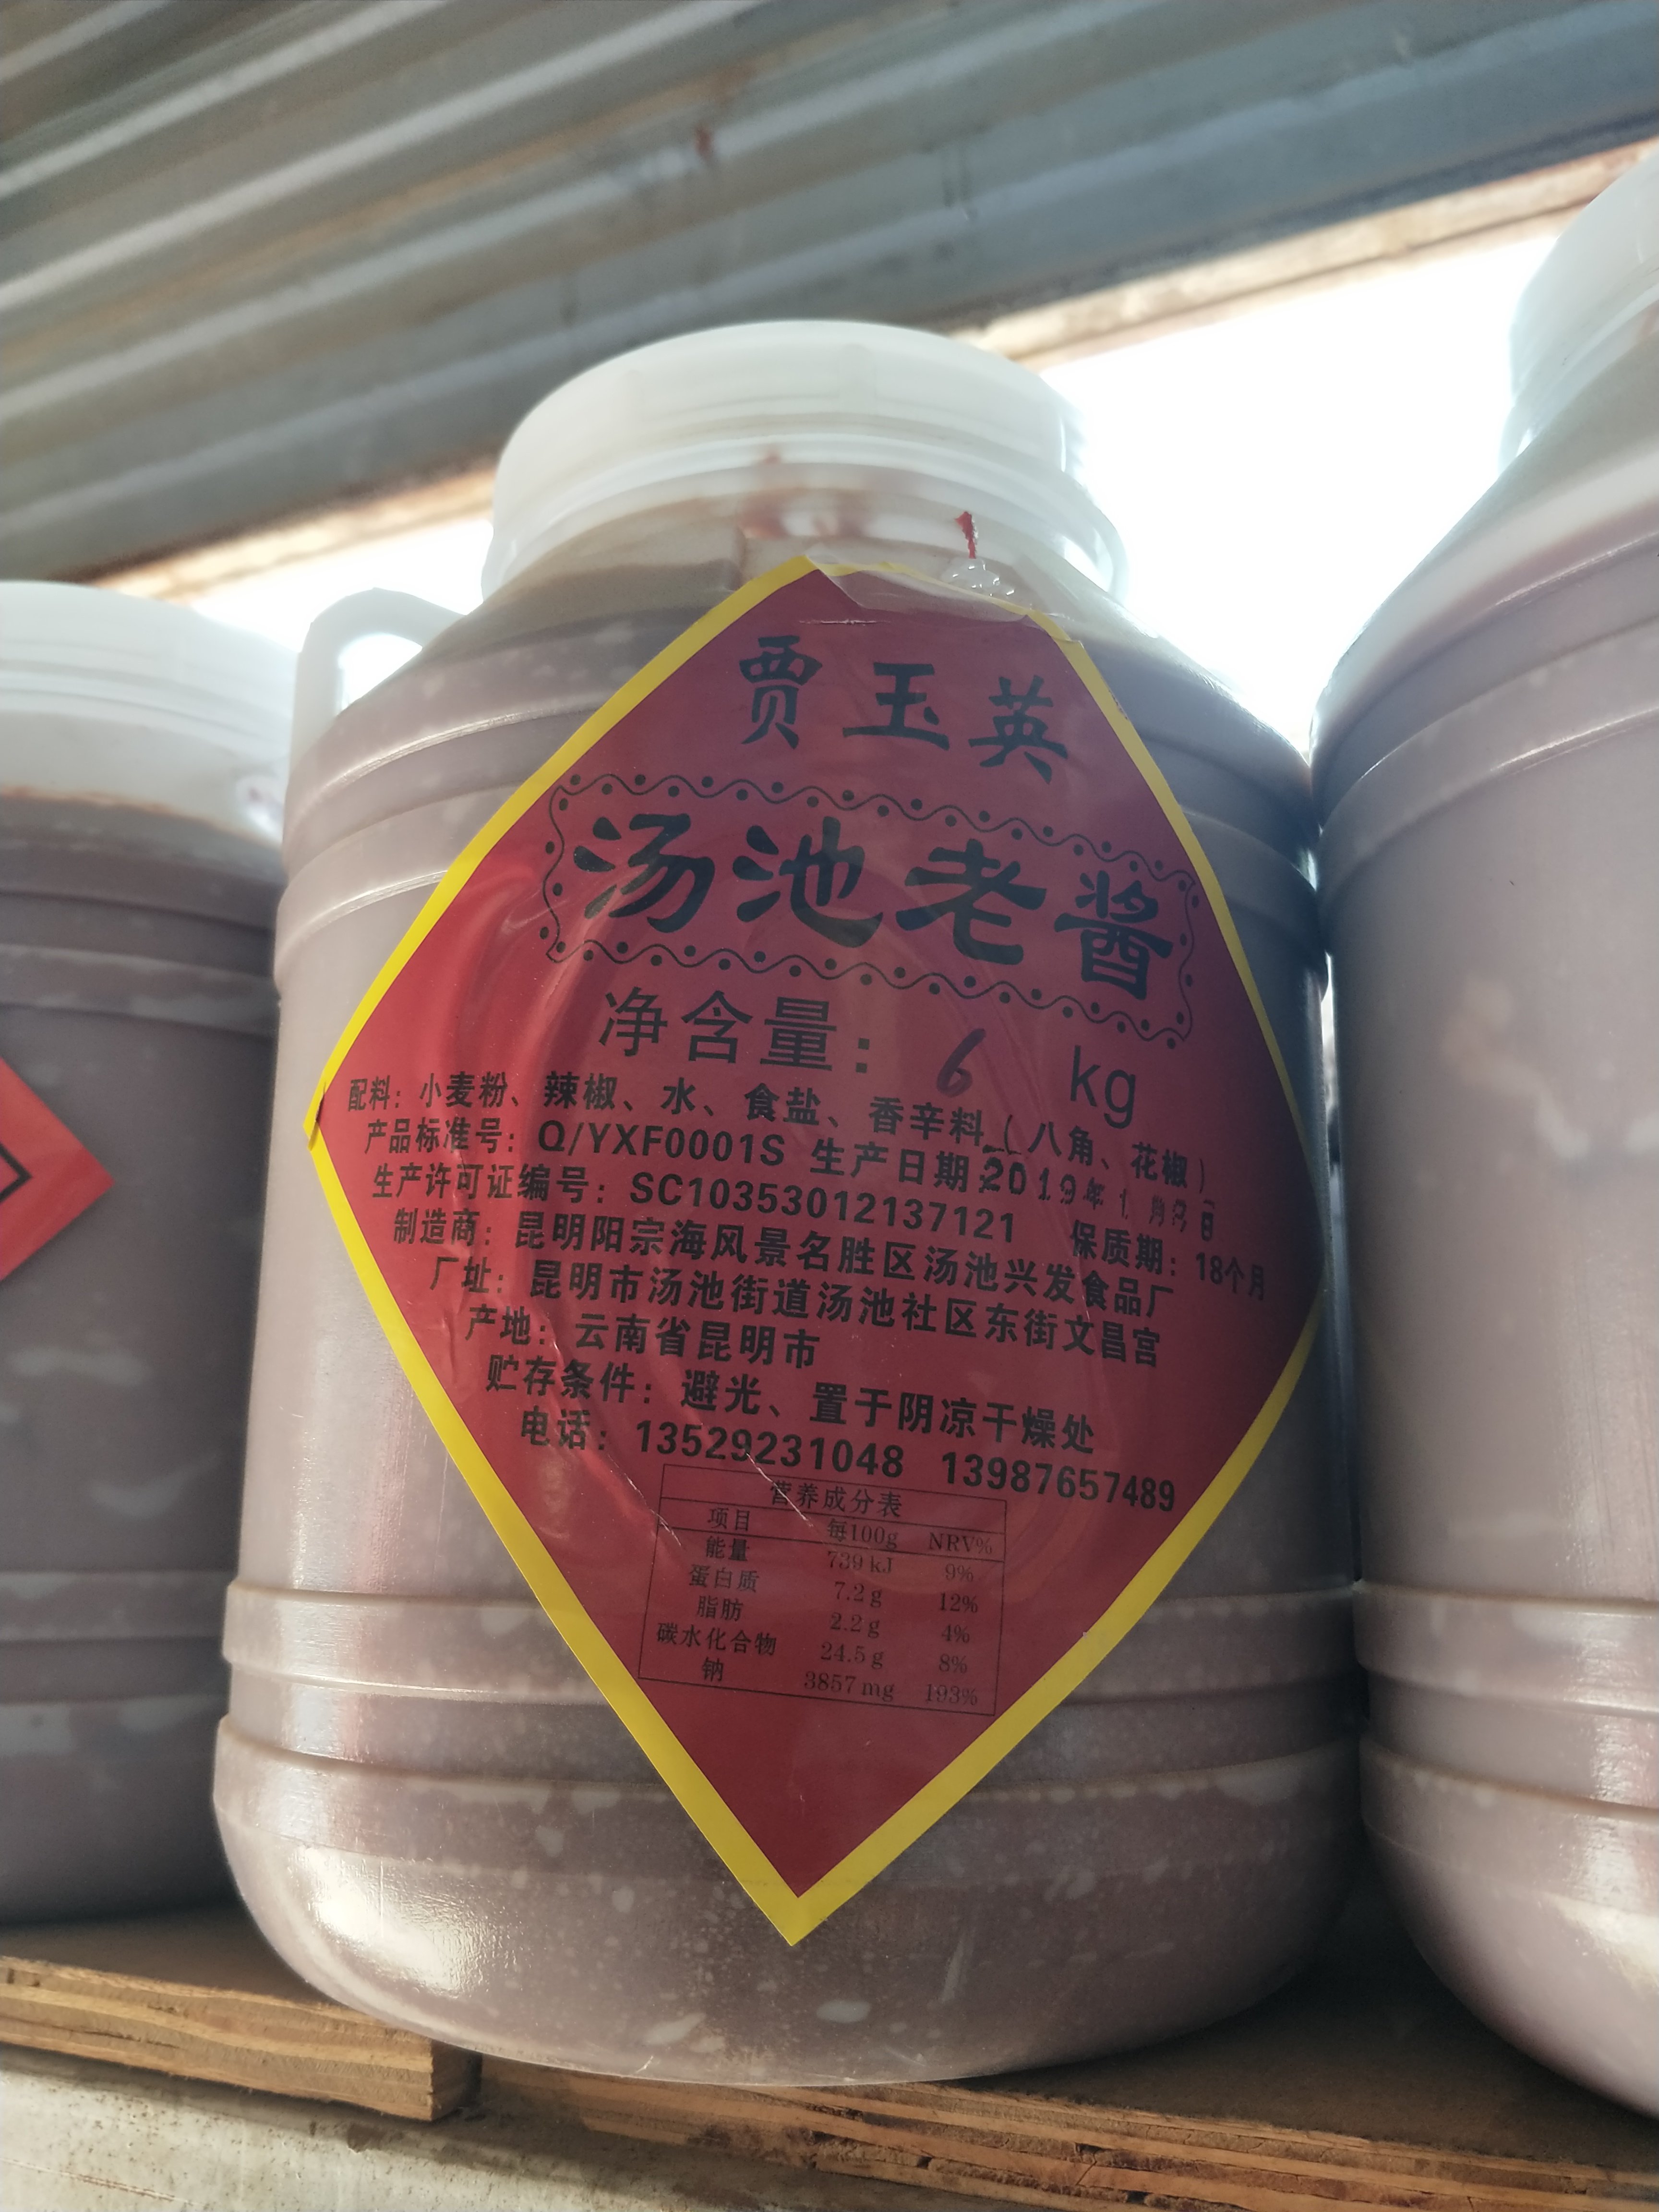 贾玉英
汤池老酱
净含量：6 kg
配料：小麦粉、辣椒、水、食盐、香辛料（八角、花椒）
产品标准号：Q/YXF0001S 生产日期：2019年1月
生产许可证编号：SC10353012137121 保质期：18个月
制造商：昆明阳宗海风景名胜区汤池兴发食品厂
厂址：昆明市汤池街道汤池社区东街文昌宫
产地：云南省昆明市
贮存条件：避光、置于阴凉干燥处
电话：13529231048 13987657489
营养成分表
项目 每100g NRV%
能量 739kJ 9%
蛋白质 7.2g 12%
脂肪 2.2g 4%
碳水化合物 24.5g 8%
钠 3857mg 193%